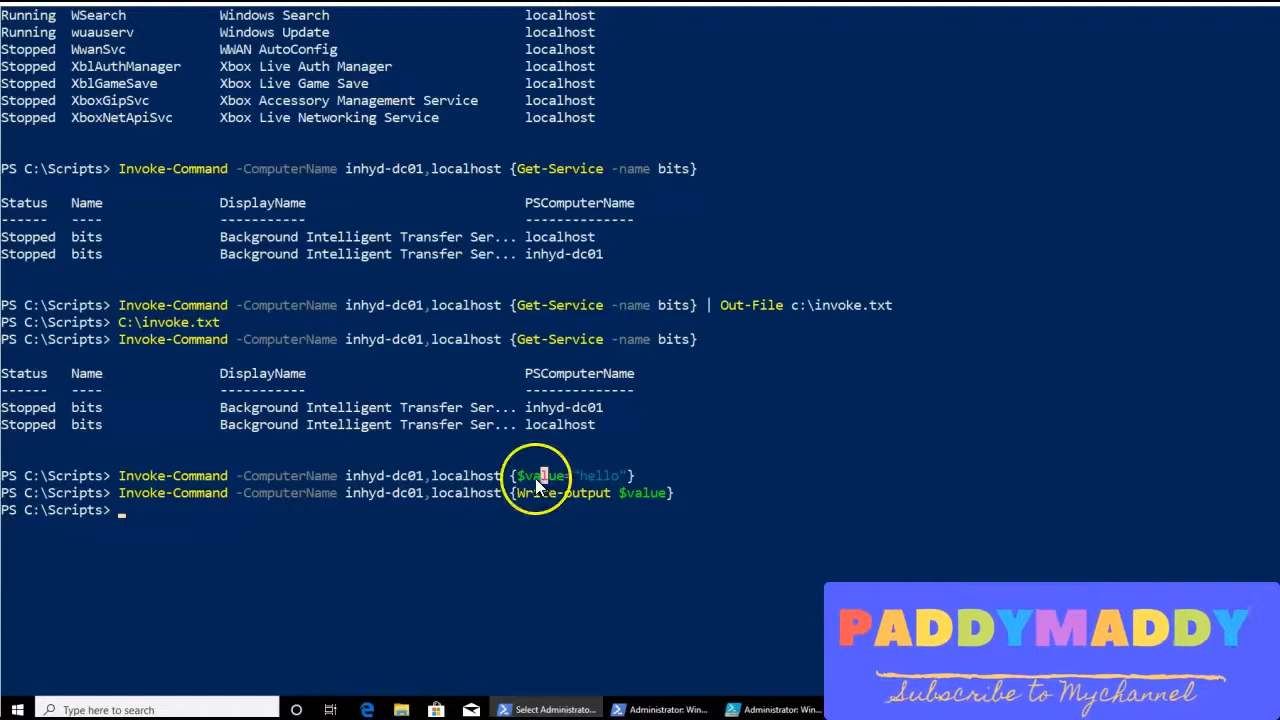 Running WSearch Windows Search localhost
Running wuauserv Windows Update localhost
Stopped WwanSvc WWAN AutoConfig localhost
Stopped XblAuthManager Xbox Live Auth Manager localhost
Stopped XblGameSave Xbox Live Game Save localhost
Stopped XboxGipSvc Xbox Accessory Management Service localhost
Stopped XboxNetApiSvc Xbox Live Networking Service localhost
PS C:\Scripts> Invoke-Command -ComputerName inhyd-dc01,localhost {Get-Service -name bits}
Status Name DisplayName PSComputerName
------ ---- ----------- --------------
Stopped bits Background Intelligent Transfer Ser... localhost
Stopped bits Background Intelligent Transfer Ser... inhyd-dc01
PS C:\Scripts> Invoke-Command -ComputerName inhyd-dc01,localhost {Get-Service -name bits} | Out-File c:\invoke.txt
PS C:\Scripts> C:\invoke.txt
PS C:\Scripts> Invoke-Command -ComputerName inhyd-dc01,localhost {Get-Service -name bits}
Status Name DisplayName PSComputerName
------ ---- ----------- --------------
Stopped bits Background Intelligent Transfer Ser... inhyd-dc01
Stopped bits Background Intelligent Transfer Ser... localhost
PS C:\Scripts> Invoke-Command -ComputerName inhyd-dc01,localhost {$value="hello"}
PS C:\Scripts> Invoke-Command -ComputerName inhyd-dc01,localhost {Write-output $value}
PS C:\Scripts> _
PADDYMADDY
Subscribe to Mychannel
Type here to search
Select Administrato...
Administrator: Win...
Administrator: Win...